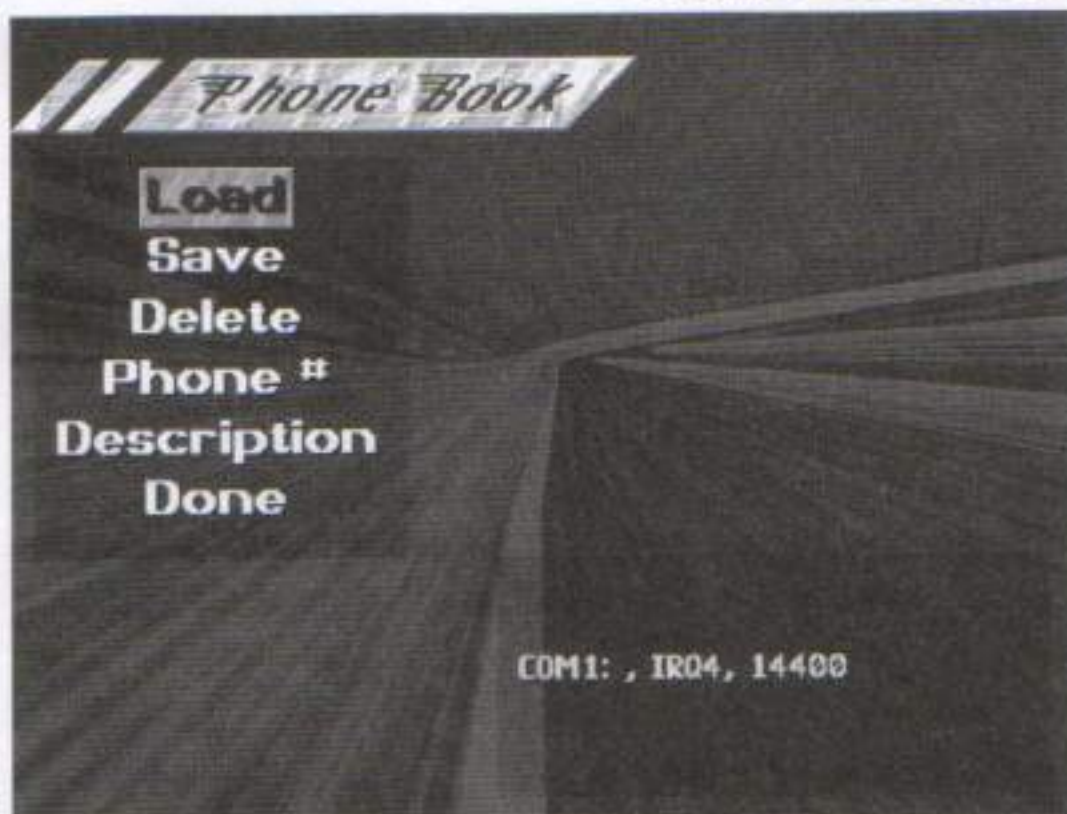 Phone Book
Load
Save
Delete
Phone #
Description
Done
COM1: , IRQ4, 14400